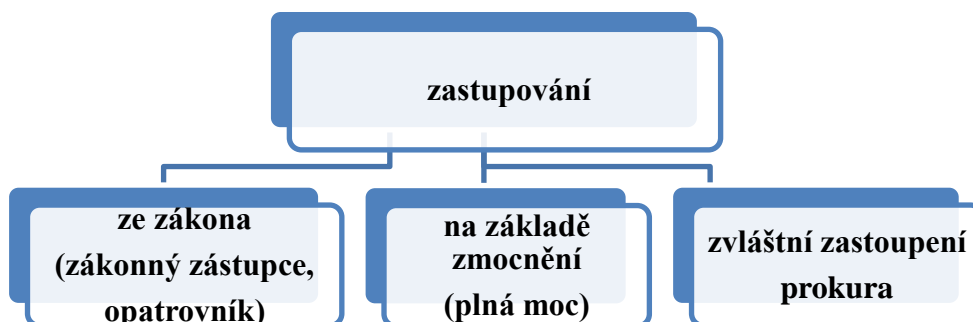 zastupování
ze zákona
(zákonný zástupce,
opatrovník)
na základě
zmocnění
(plná moc)
zvláštní zastoupení
prokura